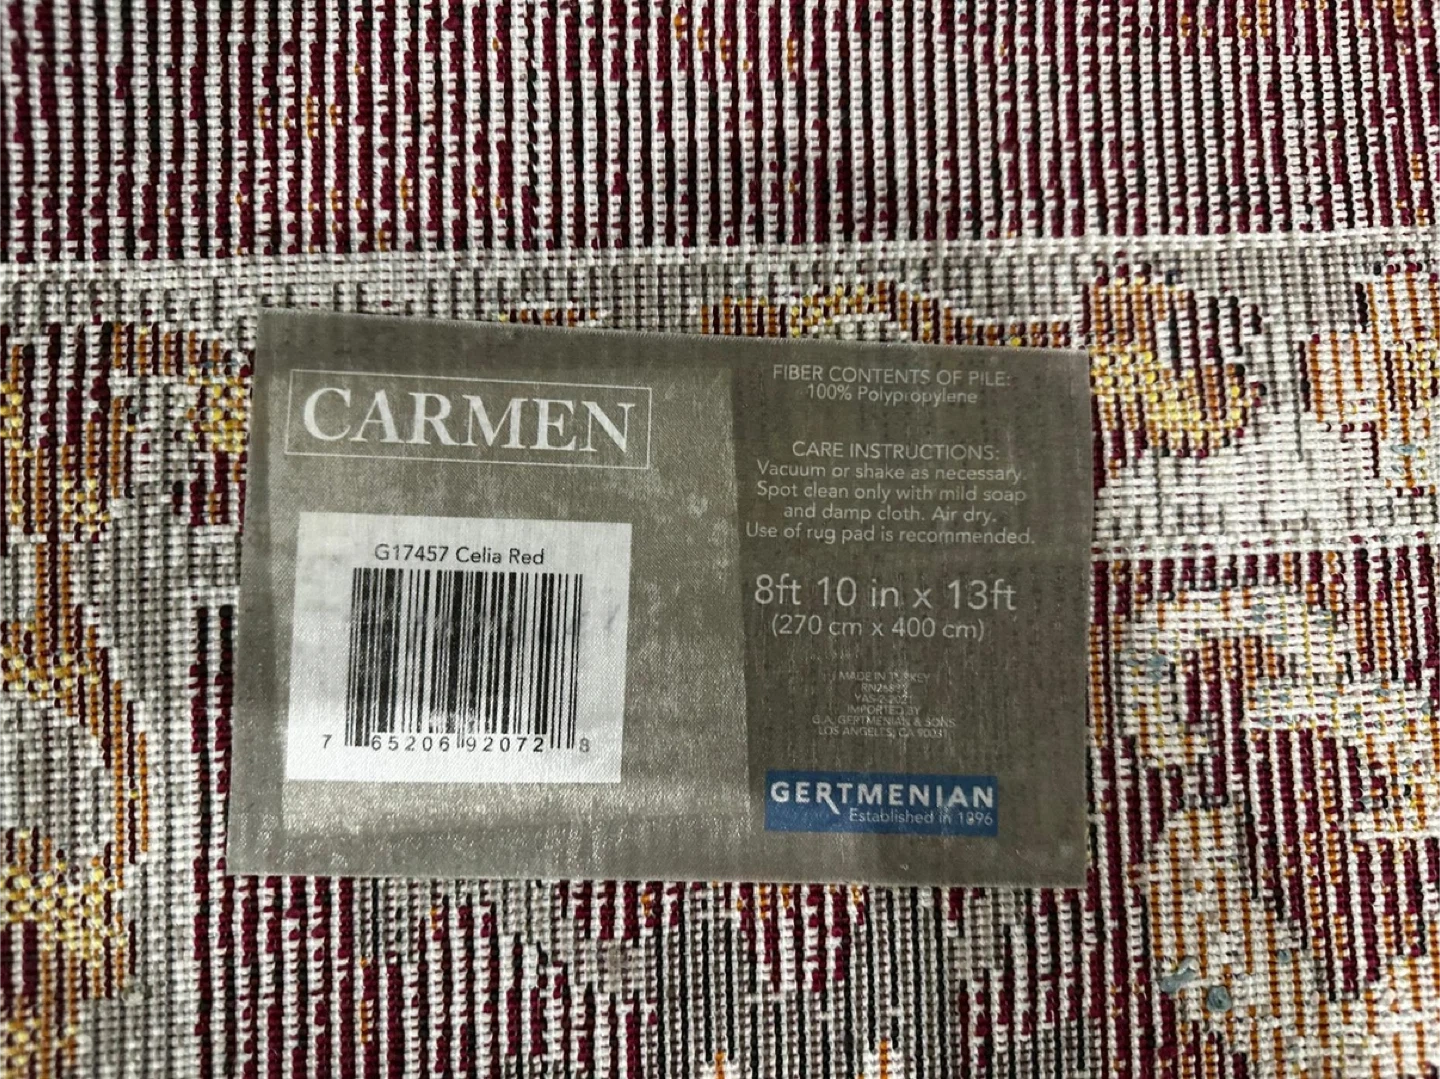 CARMEN
G17457 Celia Red
7 65206 92072 8
FIBER CONTENTS OF PILE:
100% Polypropylene
CARE INSTRUCTIONS:
Vacuum or shake as necessary.
Spot clean only with mild soap
and damp cloth. Air dry.
Use of rug pad is recommended.
8ft 10 in x 13ft
(270 cm x 400 cm)
MADE IN TURKEY
IMPORTED BY
G.A. GERTMENIAN & SONS
LOS ANGELES, CA 90031
GERTMENIAN
Established in 1896